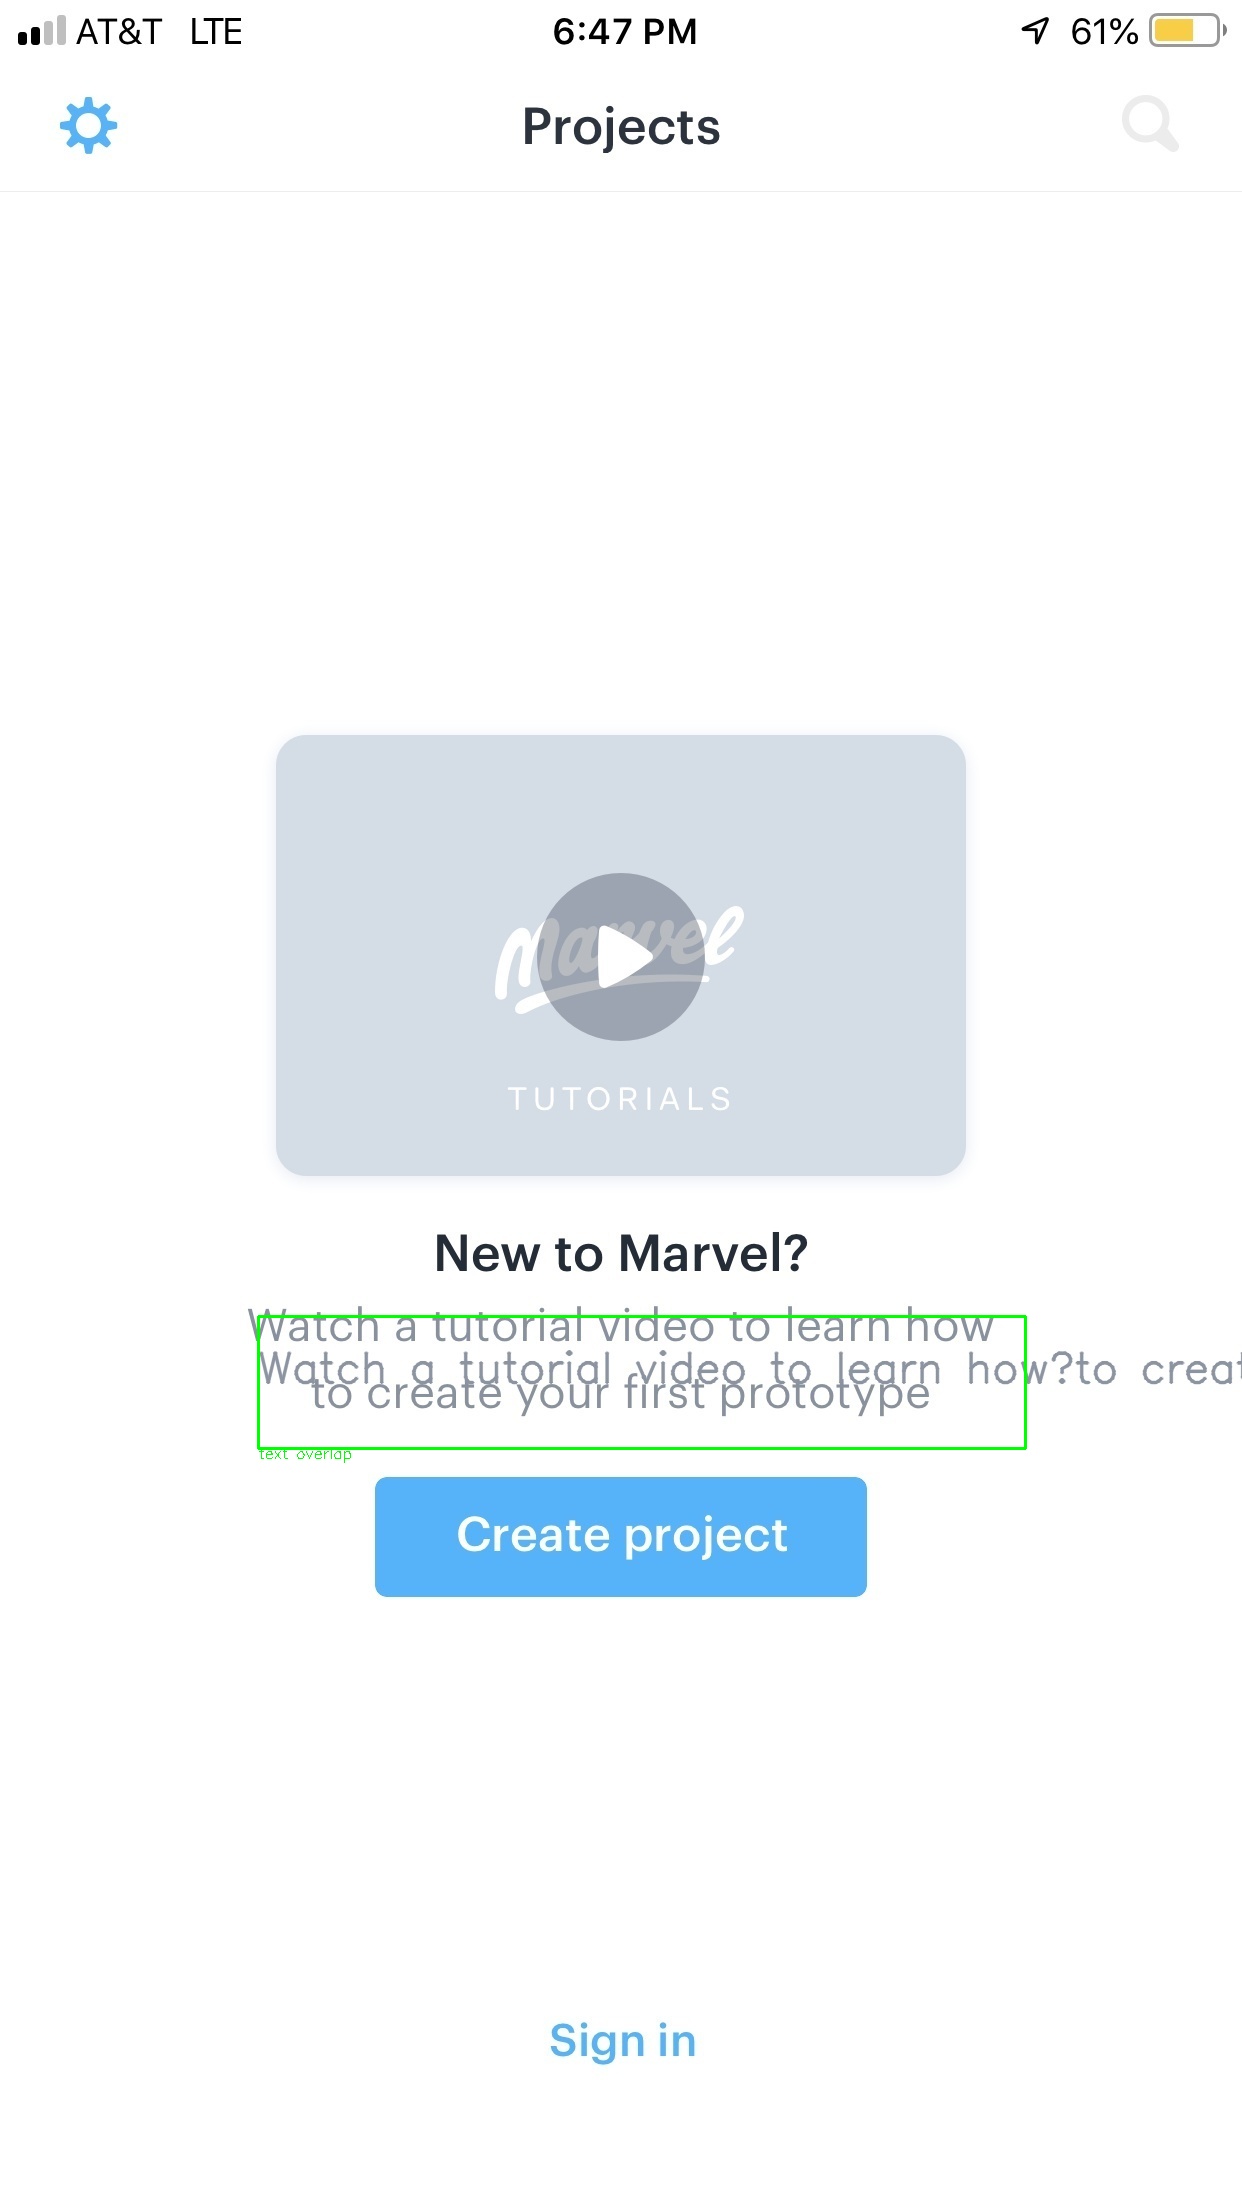 AT&T LTE 6:47 PM 61%
Projects
Marvel
TUTORIALS
New to Marvel?
Watch a tutorial video to learn how
Watch a tutorial video to learn how?to creat
to create your first prototype
text overlap
Create project
Sign in